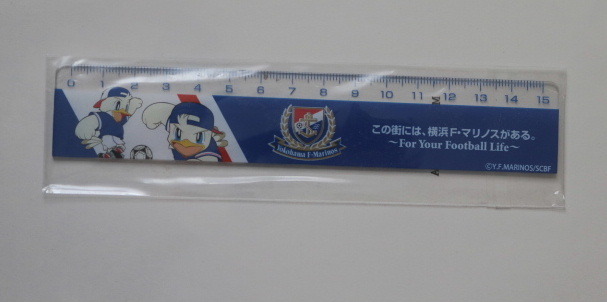 0 1 2 3 4 5 6 7 8 9 10 11 12 13 14 15
この街には、横浜F・マリノスがある。
～For Your Football Life～
Yokohama F·Marinos
©Y.F.MARINOS/SCBF